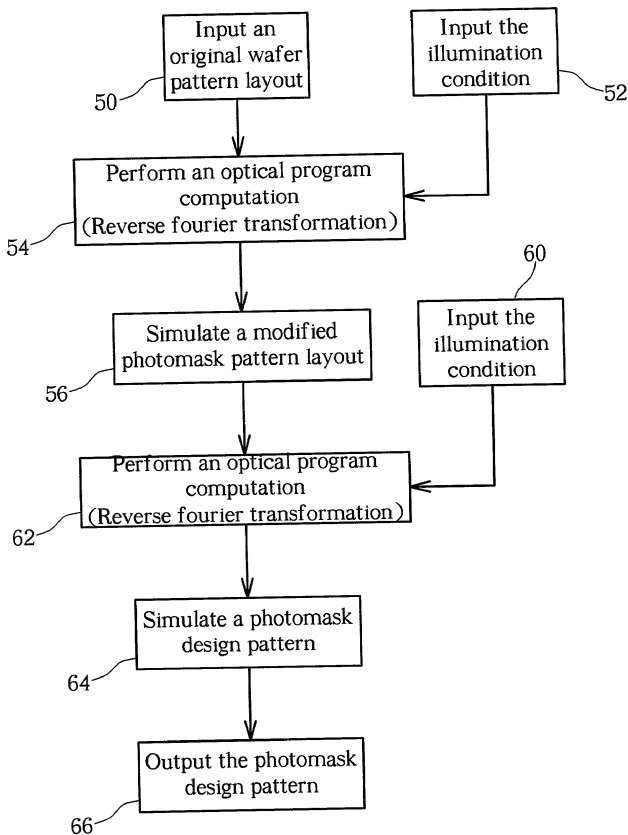 Input an
original wafer
pattern layout
50
Input the
illumination
condition
52
Perform an optical program
computation
(Reverse fourier transformation)
54
Simulate a modified
photomask pattern layout
56
60
Input the
illumination
condition
Perform an optical program
computation
(Reverse fourier transformation)
62
Simulate a photomask
design pattern
64
Output the photomask
design pattern
66